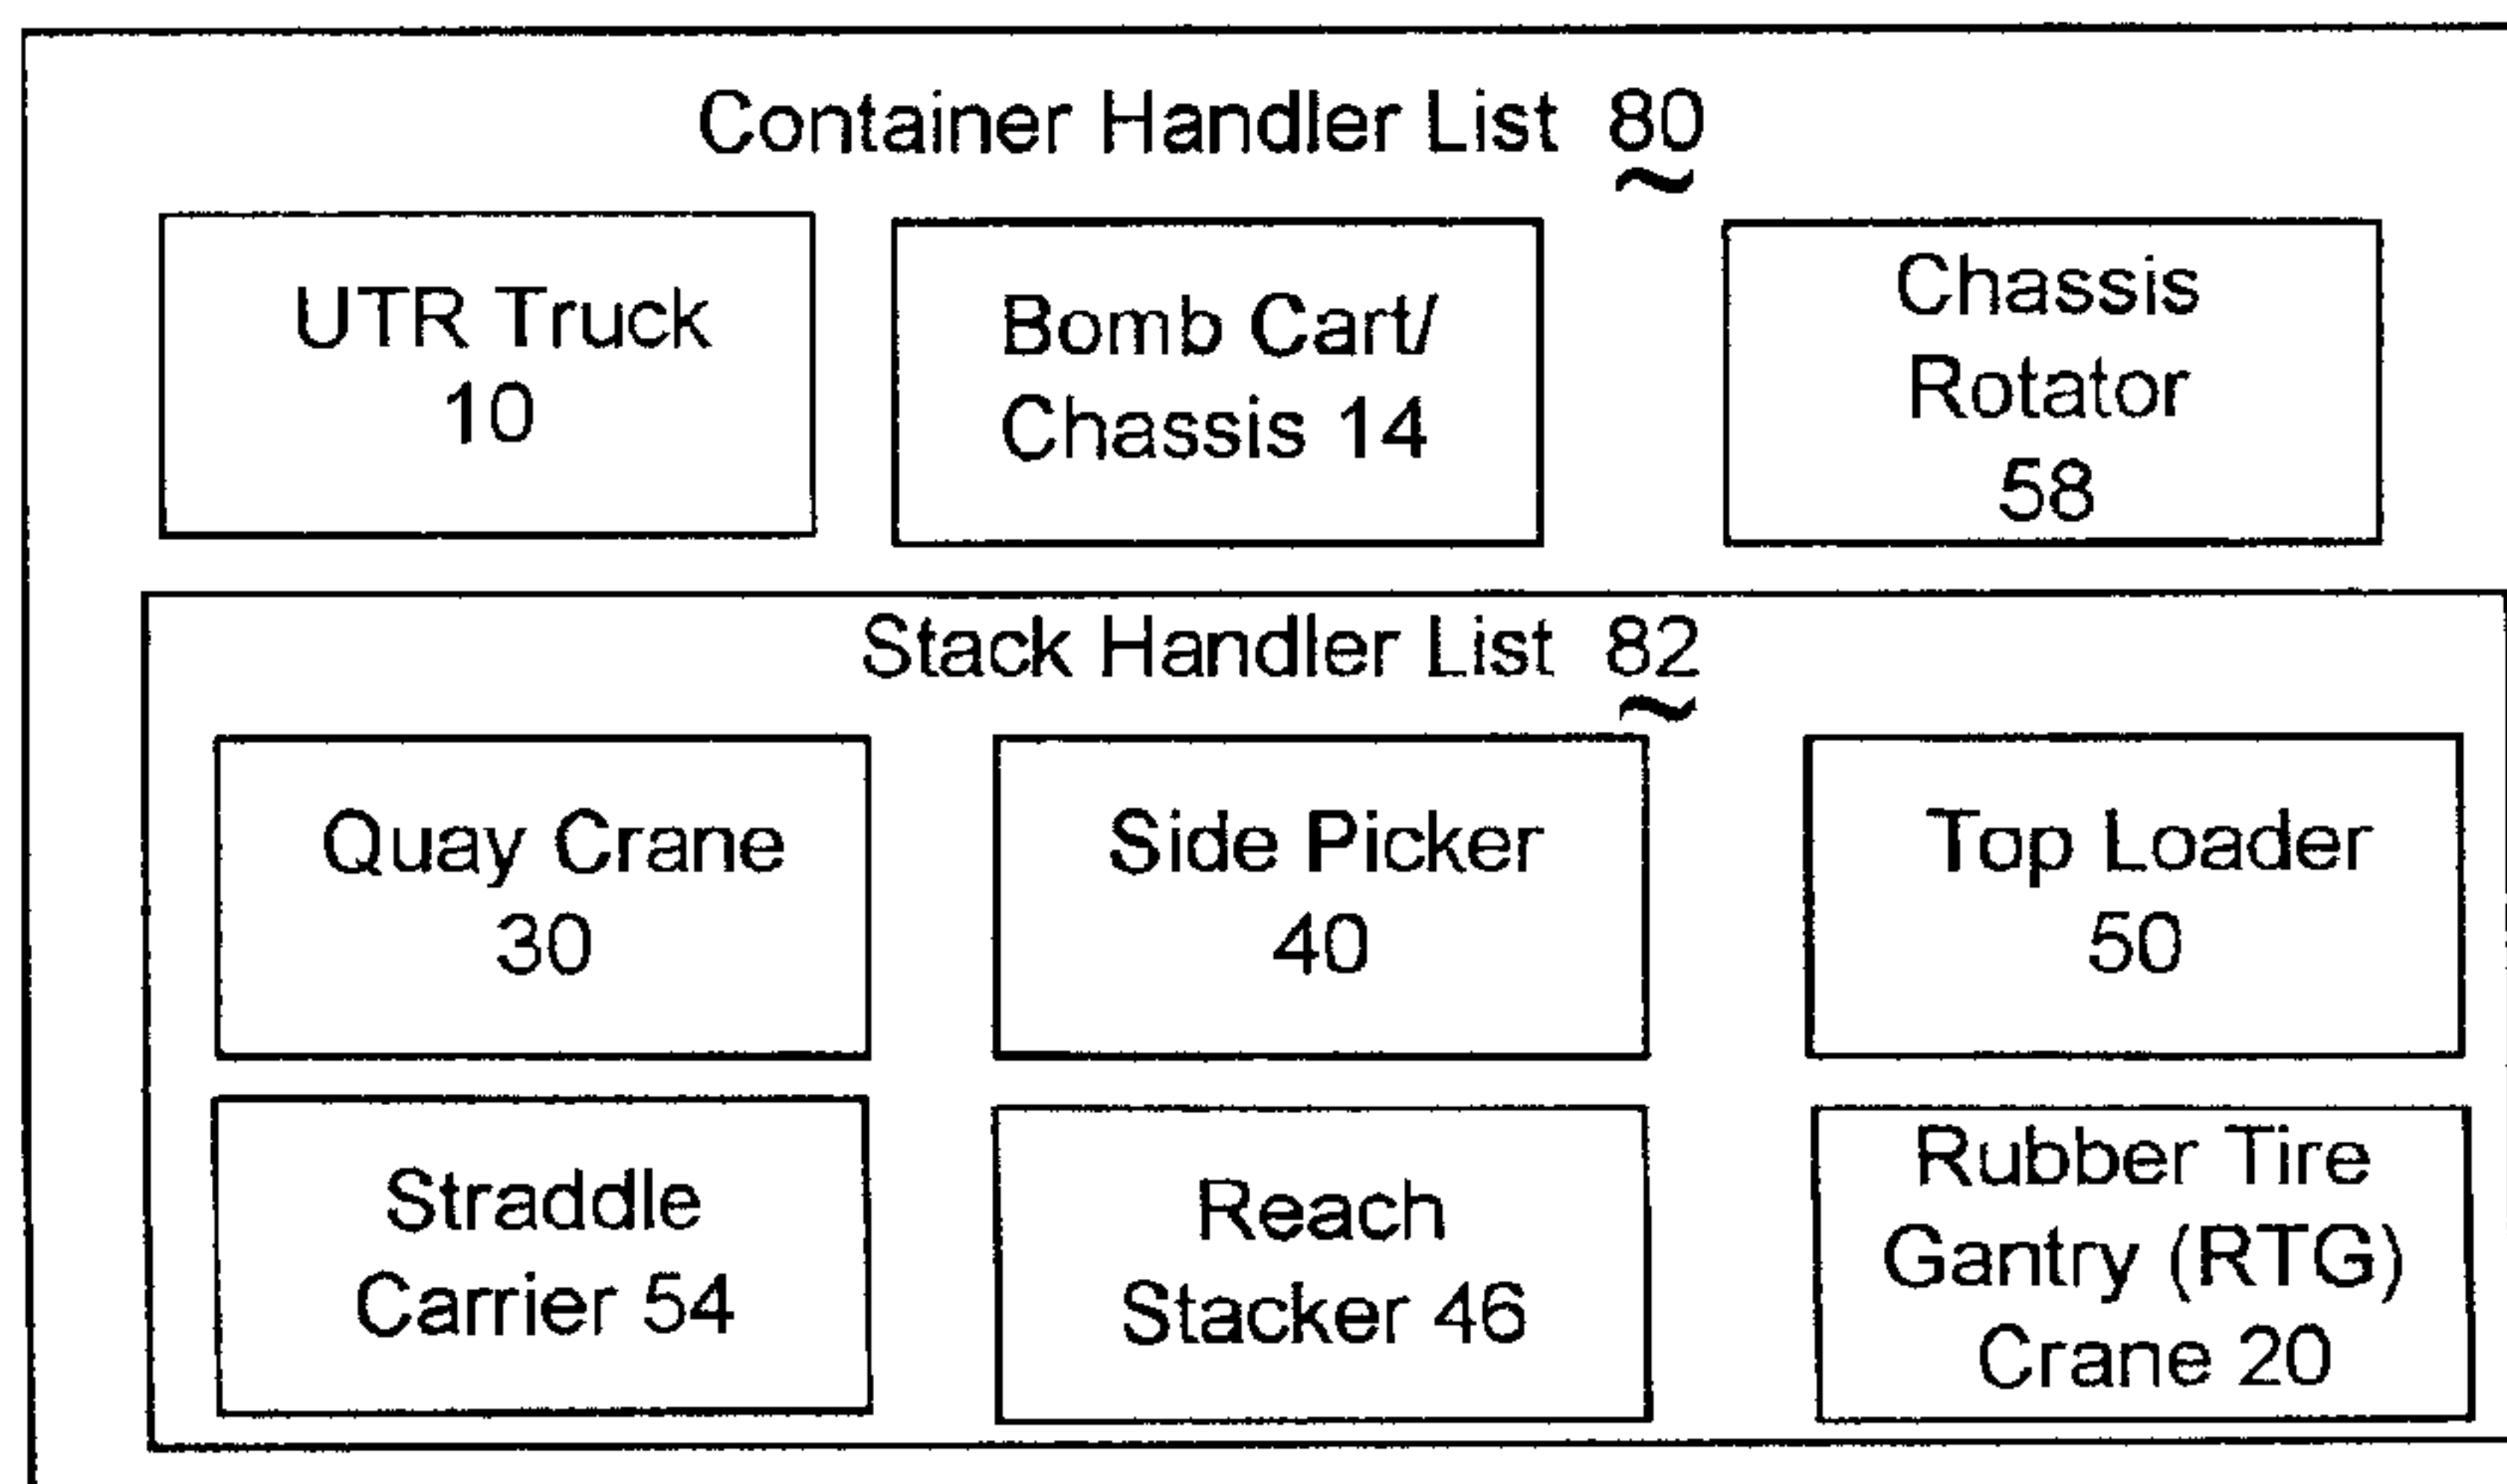 Container Handler List 80
UTR Truck
10
Bomb Cart/
Chassis 14
Chassis
Rotator
58
Stack Handler List 82
Quay Crane
30
Side Picker
40
Top Loader
50
Straddle
Carrier 54
Reach
Stacker 46
Rubber Tire
Gantry (RTG)
Crane 20